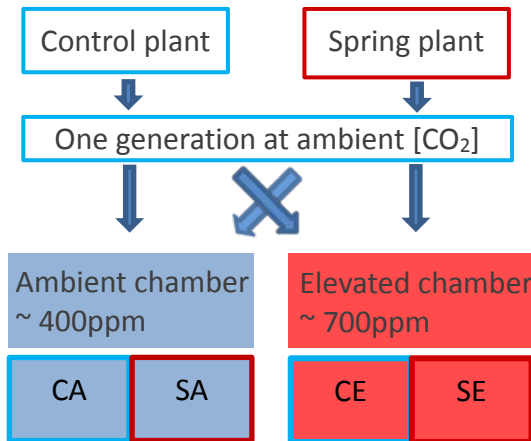 Control plant
Spring plant
One generation at ambient [CO₂]
Ambient chamber
~ 400ppm
Elevated chamber
~ 700ppm
CA
SA
CE
SE